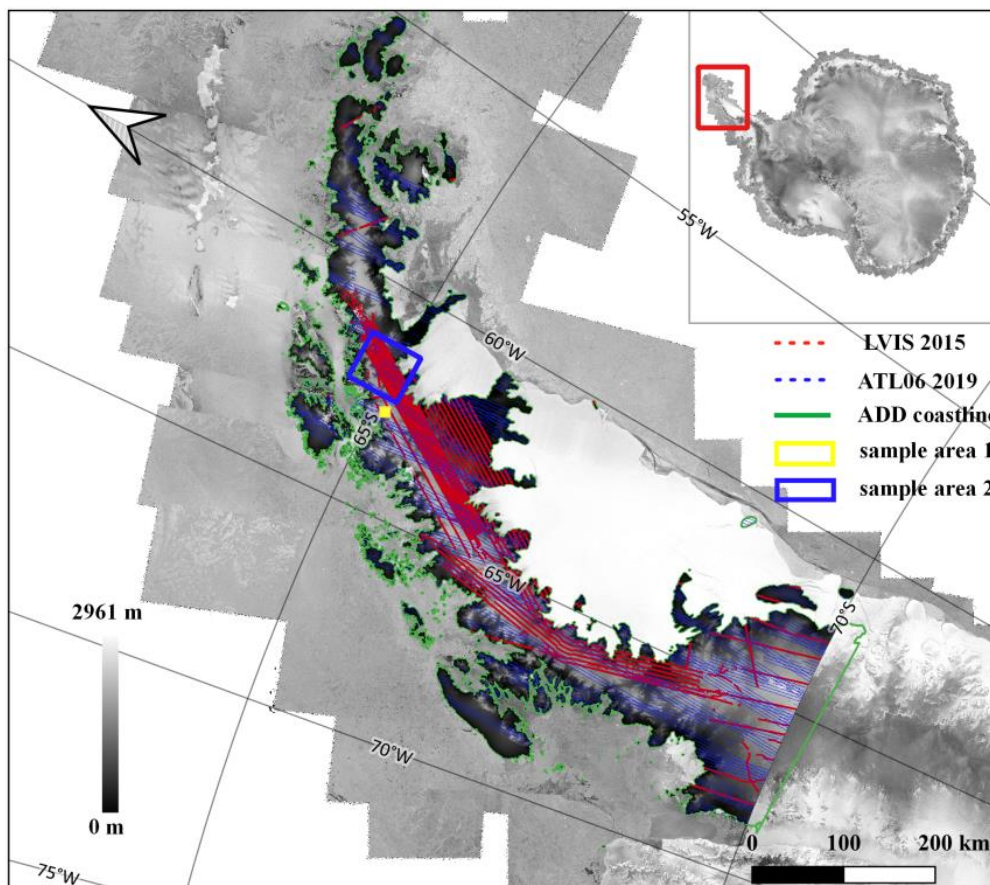 55°W
LVIS 2015
ATL06 2019
ADD coastline
sample area 1
sample area 2
60°W
65°S
65°W
70°S
2961 m
0 m
70°W
75°W
0 100 200 km